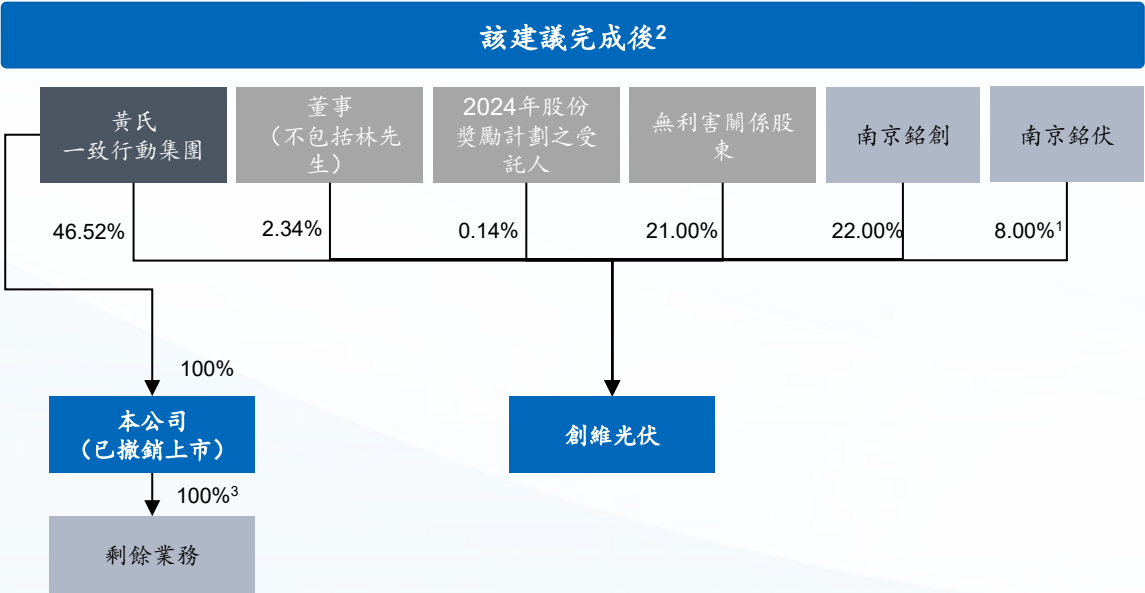 該建議完成後2
黃氏
一致行動集團
董事
（不包括林先
生）
2024年股份
獎勵計劃之受
託人
無利害關係股
東
南京銘創
南京銘伏
46.52%
2.34%
0.14%
21.00%
22.00%
8.00%1
100%
本公司
（已撤銷上市）
創維光伏
100%3
剩餘業務